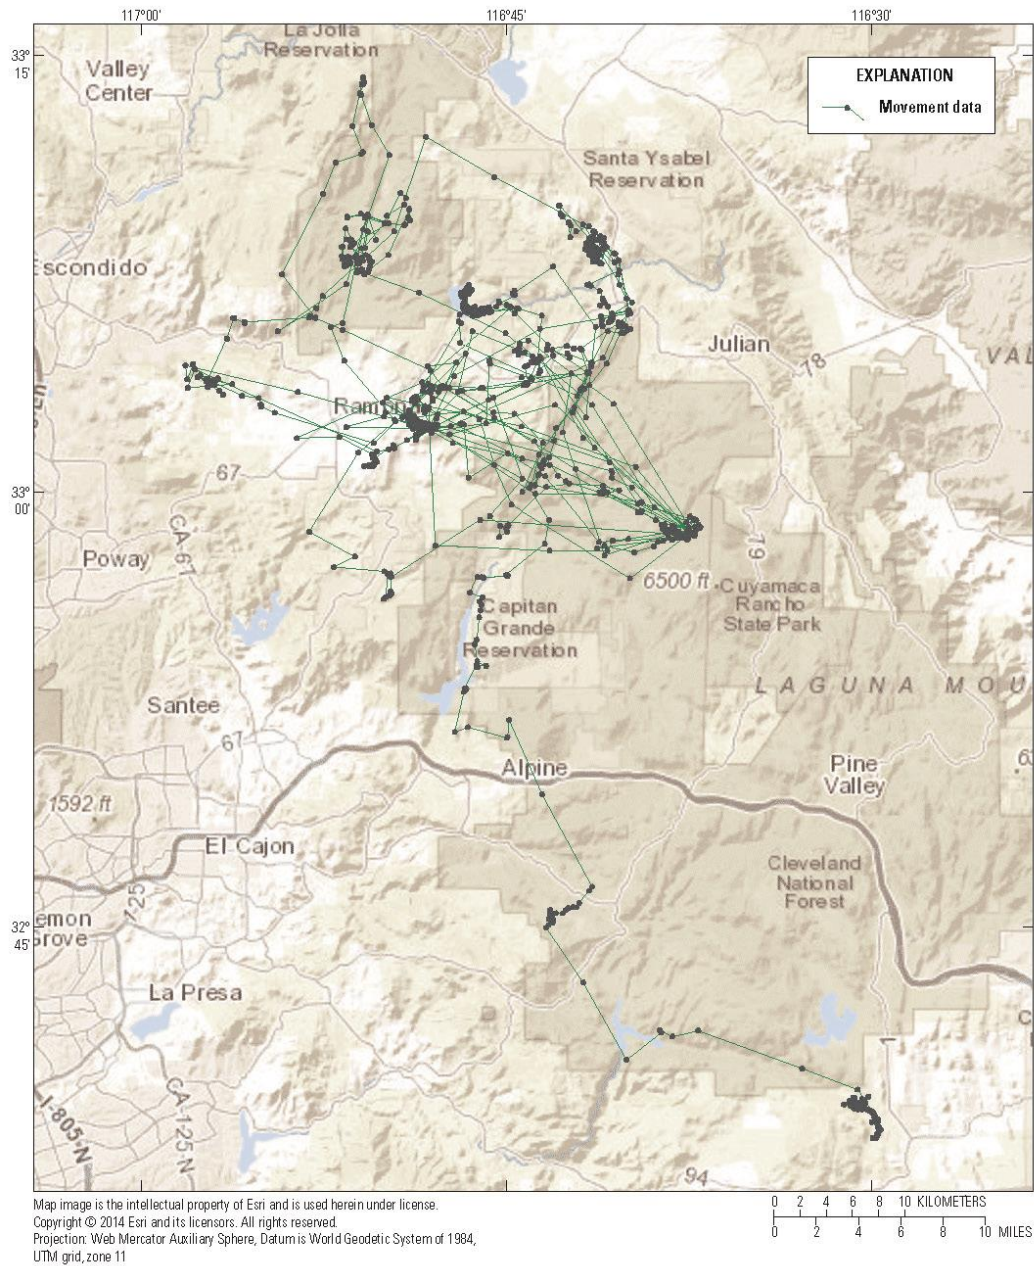 117°00'
116°45'
116°30'
33°
15'
La Jolla
Reservation
Valley
Center
EXPLANATION
Movement data
Santa Ysabel
Reservation
Escondido
Julian
78
VAL
Ramona
67
33°
00'
CA-67
Poway
79
6500 ft
Cuyamaca
Rancho
State Park
Capitan
Grande
Reservation
LAGUNA MOU
Santee
67
Alpine
Pine
Valley
1592 ft
El Cajon
Cleveland
National
Forest
125
emon
Grove
32°
45'
La Presa
I-805-N
CA-125-N
94
Map image is the intellectual property of Esri and is used herein under license.
Copyright © 2014 Esri and its licensors. All rights reserved.
Projection: Web Mercator Auxiliary Sphere, Datum is World Geodetic System of 1984,
UTM grid, zone 11
0 2 4 6 8 10 KILOMETERS
0 2 4 6 8 10 MILES